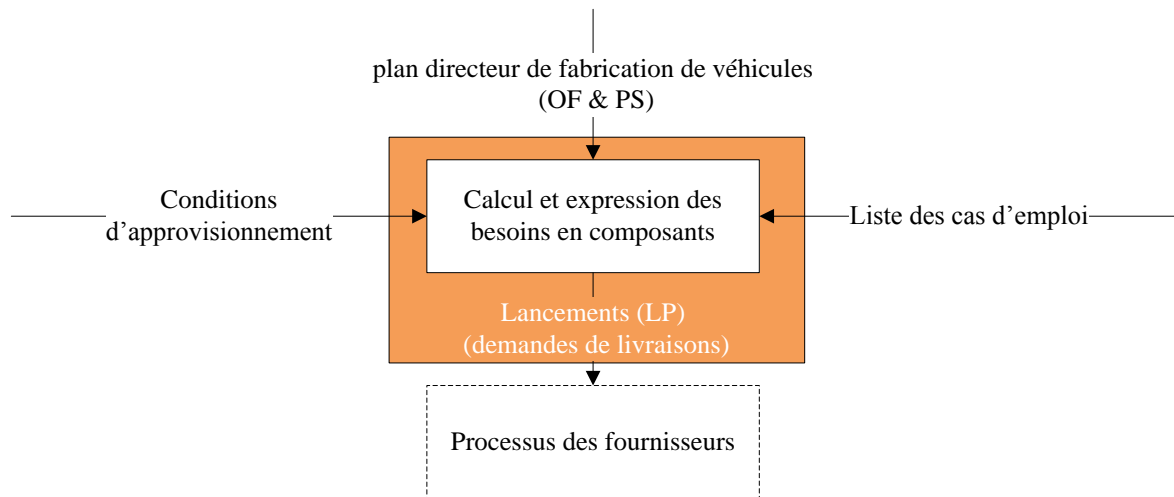 plan directeur de fabrication de véhicules
(OF & PS)
Conditions
d’approvisionnement
Calcul et expression des
besoins en composants
Liste des cas d’emploi
Lancements (LP)
(demandes de livraisons)
Processus des fournisseurs